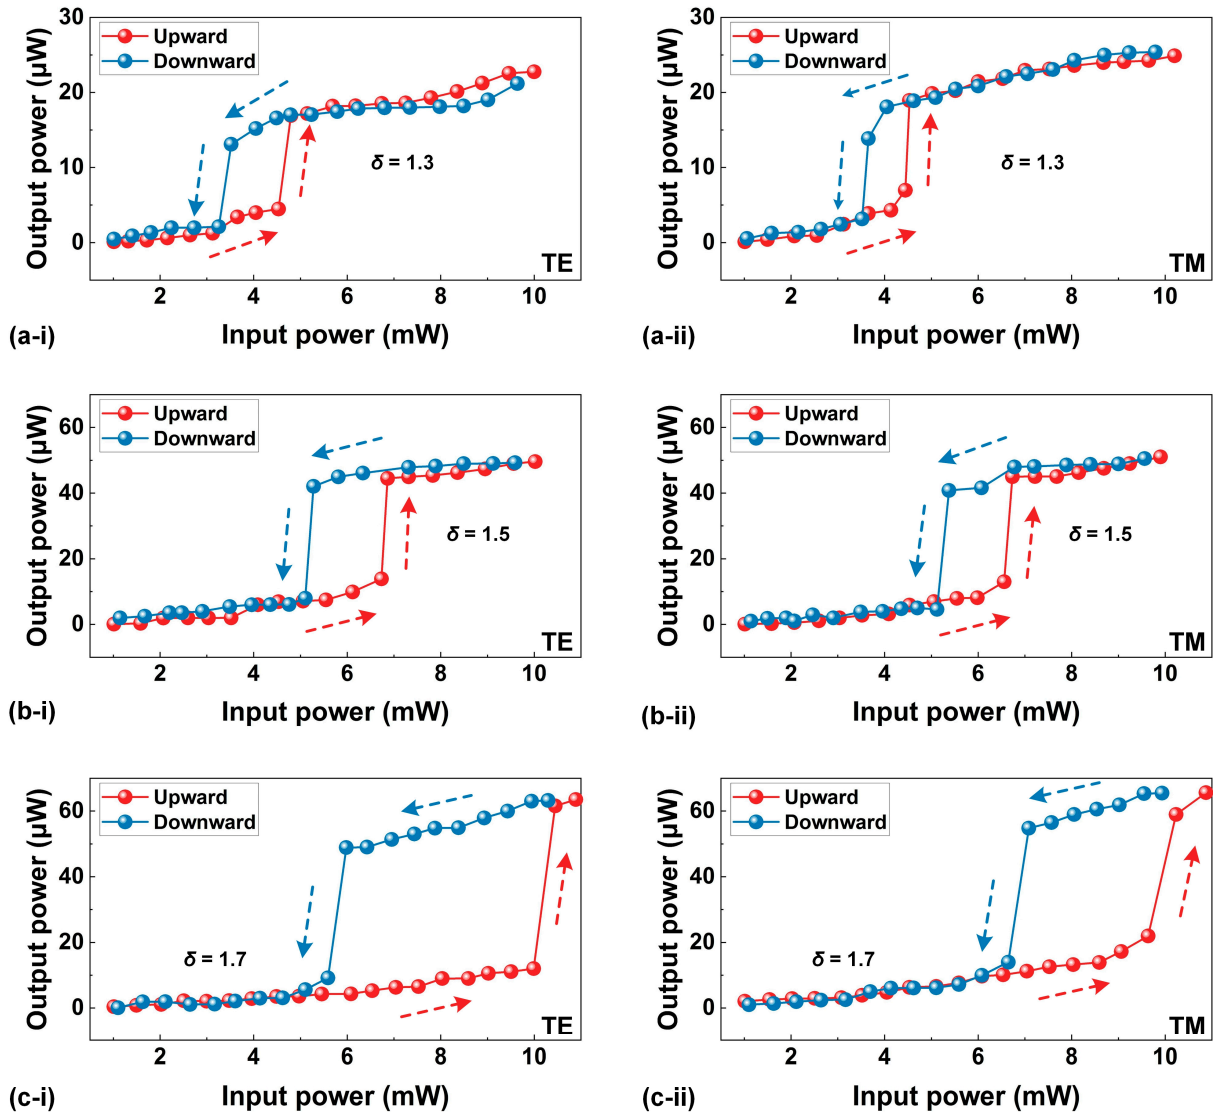 30
20
10
0
Output power (µW)
Upward
Downward
δ = 1.3
TE
2 4 6 8 10
Input power (mW)
(a-i)
30
20
10
0
Output power (µW)
Upward
Downward
δ = 1.3
TM
2 4 6 8 10
Input power (mW)
(a-ii)
60
40
20
0
Output power (µW)
Upward
Downward
δ = 1.5
TE
2 4 6 8 10
Input power (mW)
(b-i)
60
40
20
0
Output power (µW)
Upward
Downward
δ = 1.5
TM
2 4 6 8 10
Input power (mW)
(b-ii)
60
40
20
0
Output power (µW)
Upward
Downward
δ = 1.7
TE
2 4 6 8 10
Input power (mW)
(c-i)
60
40
20
0
Output power (µW)
Upward
Downward
δ = 1.7
TM
2 4 6 8 10
Input power (mW)
(c-ii)